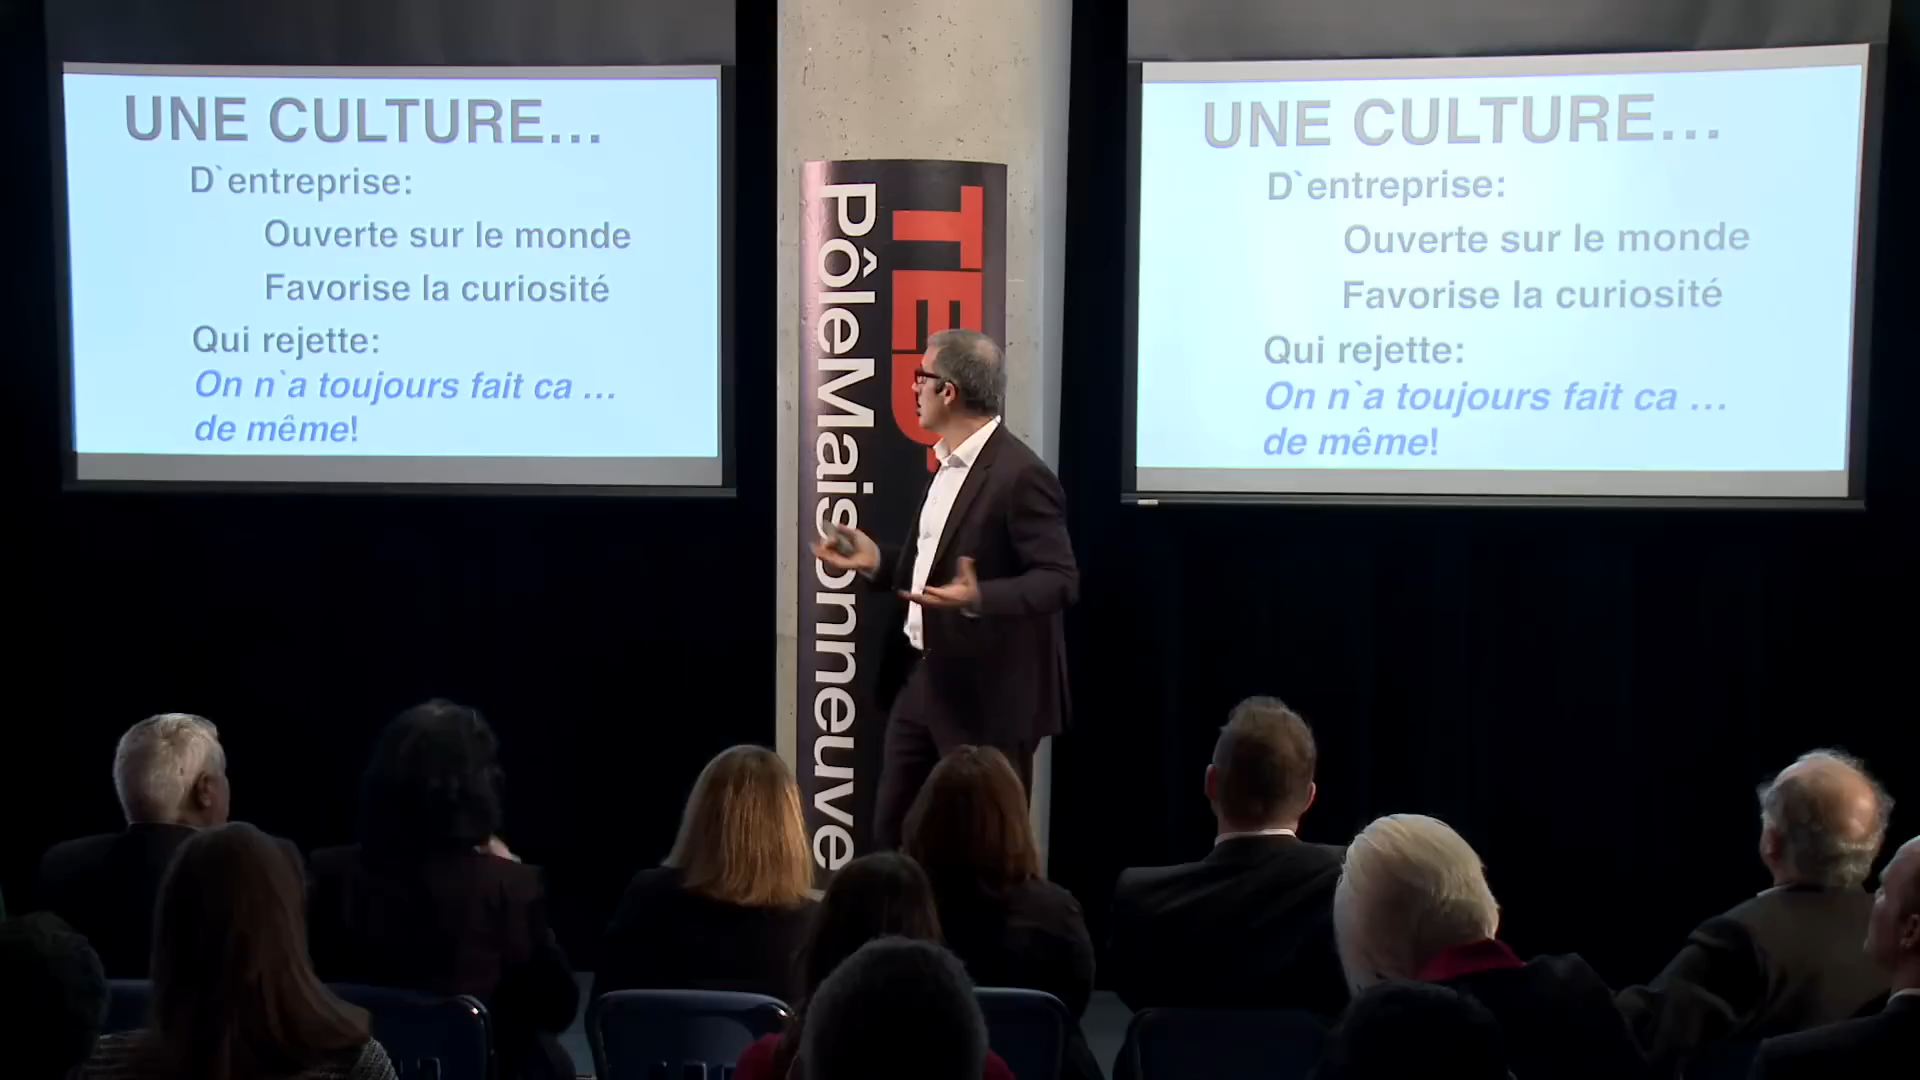 UNE CULTURE...
D`entreprise:
Ouverte sur le monde
Favorise la curiosité
Qui rejette:
On n`a toujours fait ca ...
de même!
TED
PôleMaisonneuve
UNE CULTURE...
D`entreprise:
Ouverte sur le monde
Favorise la curiosité
Qui rejette:
On n`a toujours fait ca ...
de même!